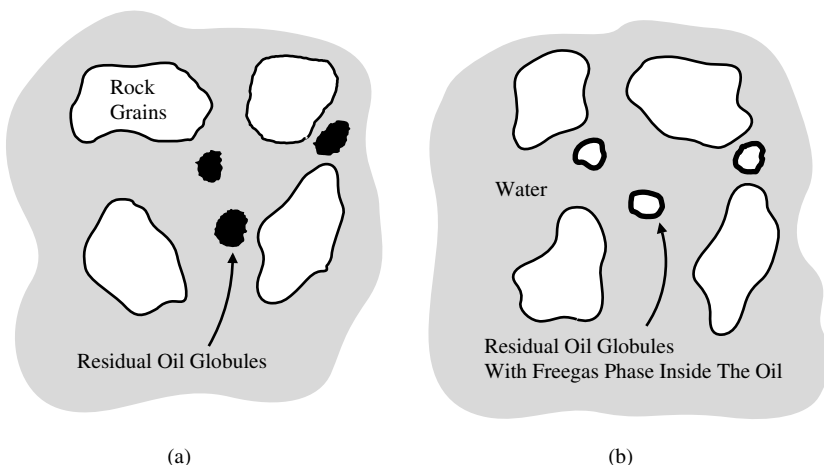 Rock
Grains
Residual Oil Globules
(a)
Water
Residual Oil Globules
With Freegas Phase Inside The Oil
(b)